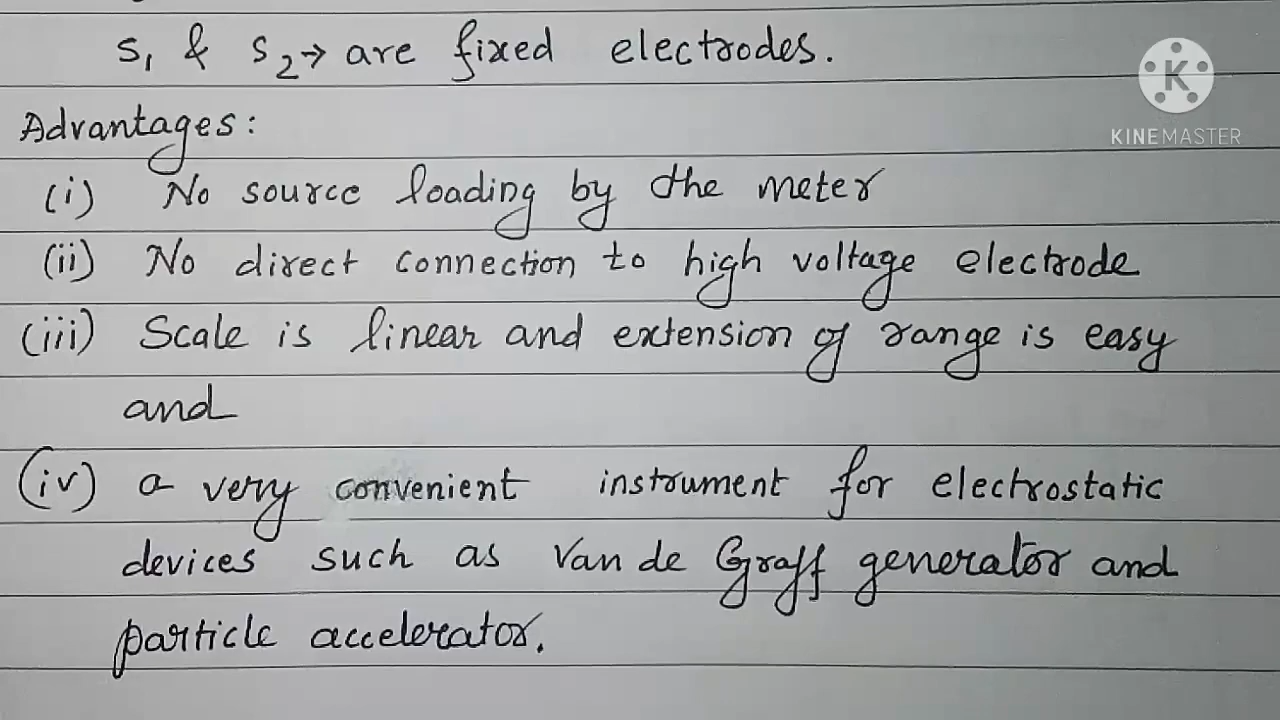 S1 & S2→ are fixed electrodes.
K
KINEMASTER
Advantages:
(i) No source loading by the meter
(ii) No direct connection to high voltage electrode
(iii) Scale is linear and extension of range is easy
and
(iv) a very convenient instrument for electrostatic
devices such as Van de Graff generator and
particle accelerator.